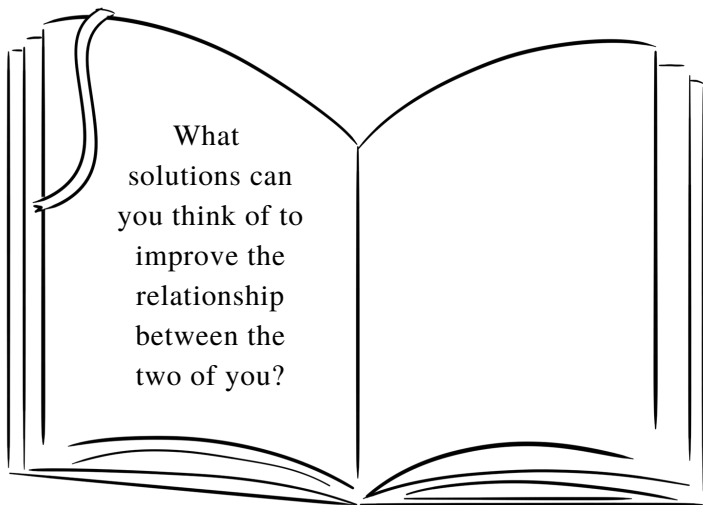 What
solutions can
you think of to
improve the
relationship
between the
two of you?